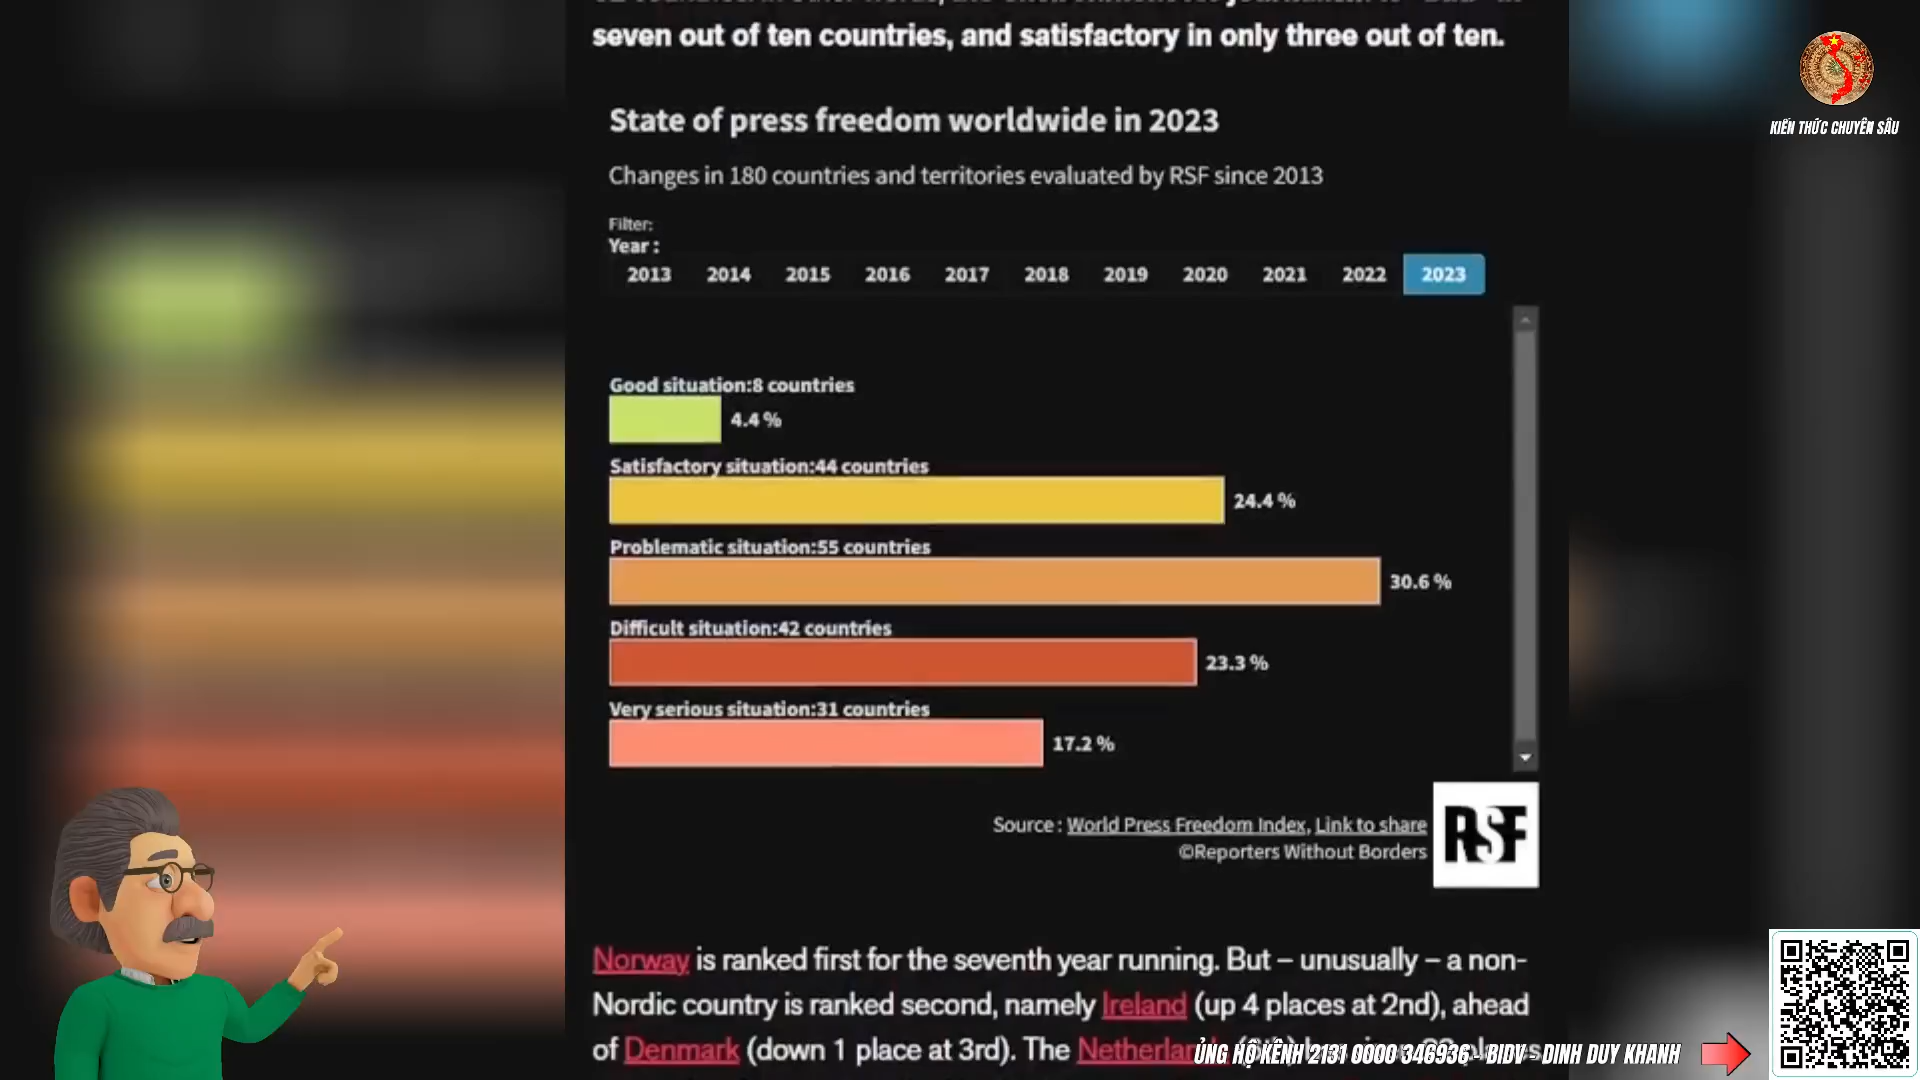 seven out of ten countries, and satisfactory in only three out of ten.
KIẾN THỨC CHUYÊN SÂU
State of press freedom worldwide in 2023
Changes in 180 countries and territories evaluated by RSF since 2013
Filter:
Year :
2013 2014 2015 2016 2017 2018 2019 2020 2021 2022 2023
Good situation:8 countries
4.4 %
Satisfactory situation:44 countries
24.4 %
Problematic situation:55 countries
30.6 %
Difficult situation:42 countries
23.3 %
Very serious situation:31 countries
17.2 %
Source : World Press Freedom Index, Link to share
©Reporters Without Borders
RSF
Norway is ranked first for the seventh year running. But – unusually – a non-
Nordic country is ranked second, namely Ireland (up 4 places at 2nd), ahead
of Denmark (down 1 place at 3rd). The
ỦNG HỘ KÊNH 2131 0000 346936 - BIDV - DINH DUY KHANH